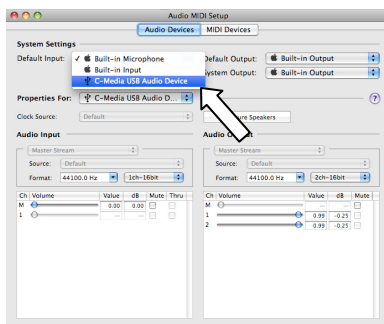 Audio MIDI Setup
Audio Devices MIDI Devices
System Settings
Default Input: ✓ Built-in Microphone Default Output: Built-in Output
Built-in Input System Output: Built-in Output
C-Media USB Audio Device
Properties For: C-Media USB Audio D... ?
Clock Source: Default ure Speakers
Audio Input Audio O
Master Stream Master Stream
Source: Default Source: Default
Format: 44100.0 Hz 1ch-16bit Format: 44100.0 Hz 2ch-16bit
Ch Volume Value dB Mute Thru Ch Volume Value dB Mute
M 0.00 0.00 M -- --
1 -- -- 1 0.99 -0.25
2 0.99 -0.25